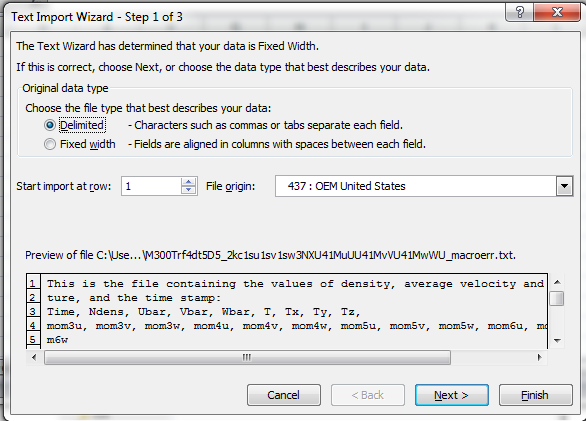 Text Import Wizard - Step 1 of 3
The Text Wizard has determined that your data is Fixed Width.
If this is correct, choose Next, or choose the data type that best describes your data.
Original data type
Choose the file type that best describes your data:
Delimited - Characters such as commas or tabs separate each field.
Fixed width - Fields are aligned in columns with spaces between each field.
Start import at row: 1 File origin: 437 : OEM United States
Preview of file C:\Use...\M300Trf4dt5D5_2kc1su1sv1sw3NXU41MuUU41MvVU41MwWU_macroerr.txt.
1 This is the file containing the values of density, average velocity and
2 ture, and the time stamp:
3 Time, Ndens, Ubar, Vbar, Wbar, T, Tx, Ty, Tz,
4 mom3u, mom3v, mom3w, mom4u, mom4v, mom4w, mom5u, mom5v, mom5w, mom6u, mo
5 m6w
Cancel < Back Next > Finish